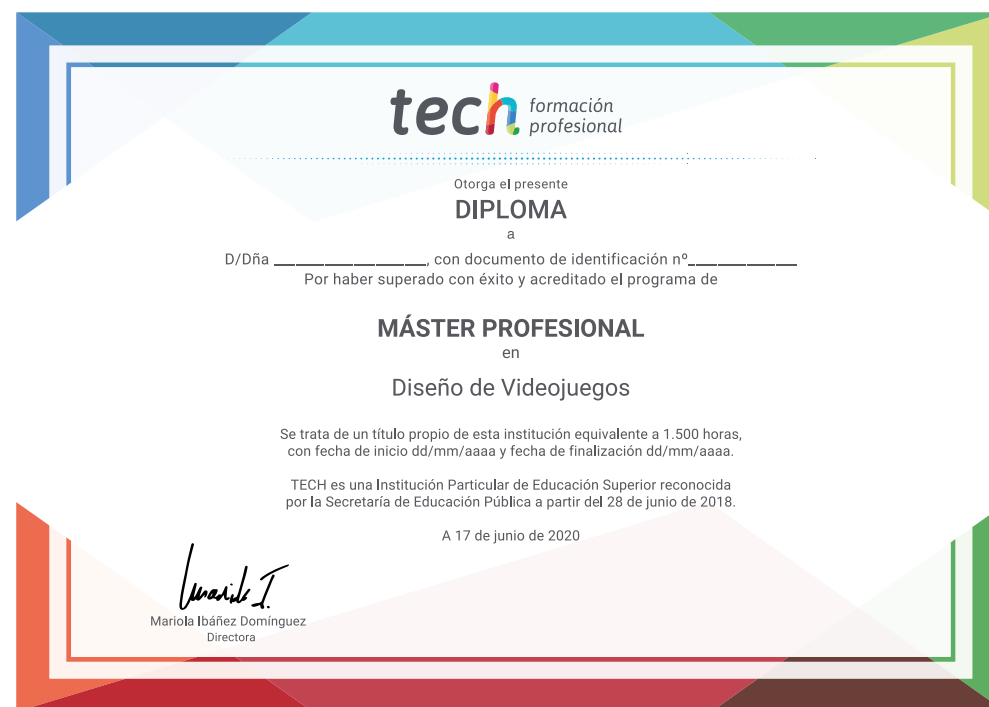 tech formación
profesional
Otorga el presente
DIPLOMA
a
D/Dña ____________________, con documento de identificación nº______________
Por haber superado con éxito y acreditado el programa de
MÁSTER PROFESIONAL
en
Diseño de Videojuegos
Se trata de un título propio de esta institución equivalente a 1.500 horas,
con fecha de inicio dd/mm/aaaa y fecha de finalización dd/mm/aaaa.
TECH es una Institución Particular de Educación Superior reconocida
por la Secretaría de Educación Pública a partir del 28 de junio de 2018.
A 17 de junio de 2020
Mariola Ibáñez Domínguez
Directora